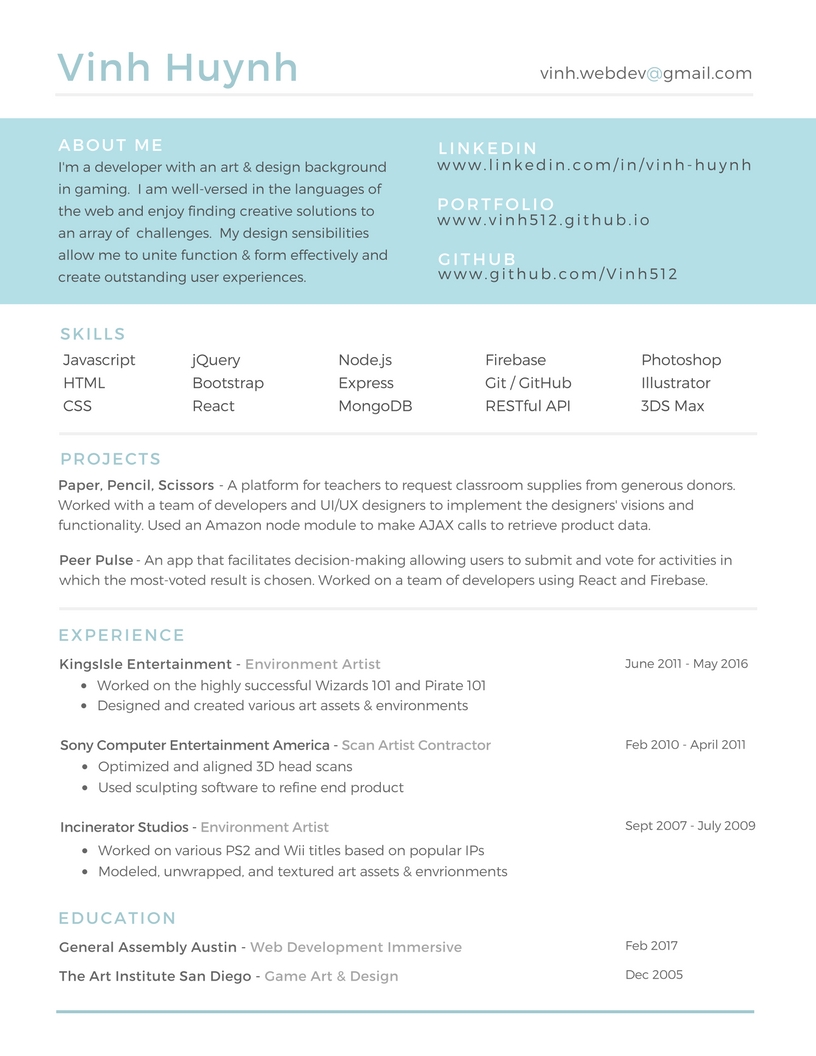 Vinh Huynh
vinh.webdev@gmail.com
ABOUT ME
I'm a developer with an art & design background
in gaming.  I am well-versed in the languages of
the web and enjoy finding creative solutions to
an array of  challenges.  My design sensibilities
allow me to unite function & form effectively and
create outstanding user experiences.
LINKEDIN
www.linkedin.com/in/vinh-huynh
PORTFOLIO
www.vinh512.github.io
GITHUB
www.github.com/Vinh512
SKILLS
Javascript jQuery Node.js Firebase Photoshop
HTML Bootstrap Express Git / GitHub Illustrator
CSS React MongoDB RESTful API 3DS Max
PROJECTS
Paper, Pencil, Scissors - A platform for teachers to request classroom supplies from generous donors.
Worked with a team of developers and UI/UX designers to implement the designers' visions and
functionality. Used an Amazon node module to make AJAX calls to retrieve product data.
Peer Pulse - An app that facilitates decision-making allowing users to submit and vote for activities in
which the most-voted result is chosen. Worked on a team of developers using React and Firebase.
EXPERIENCE
KingsIsle Entertainment - Environment Artist June 2011 - May 2016
• Worked on the highly successful Wizards 101 and Pirate 101
• Designed and created various art assets & environments
Sony Computer Entertainment America - Scan Artist Contractor Feb 2010 - April 2011
• Optimized and aligned 3D head scans
• Used sculpting software to refine end product
Incinerator Studios - Environment Artist Sept 2007 - July 2009
• Worked on various PS2 and Wii titles based on popular IPs
• Modeled, unwrapped, and textured art assets & envrionments
EDUCATION
General Assembly Austin - Web Development Immersive Feb 2017
The Art Institute San Diego - Game Art & Design Dec 2005